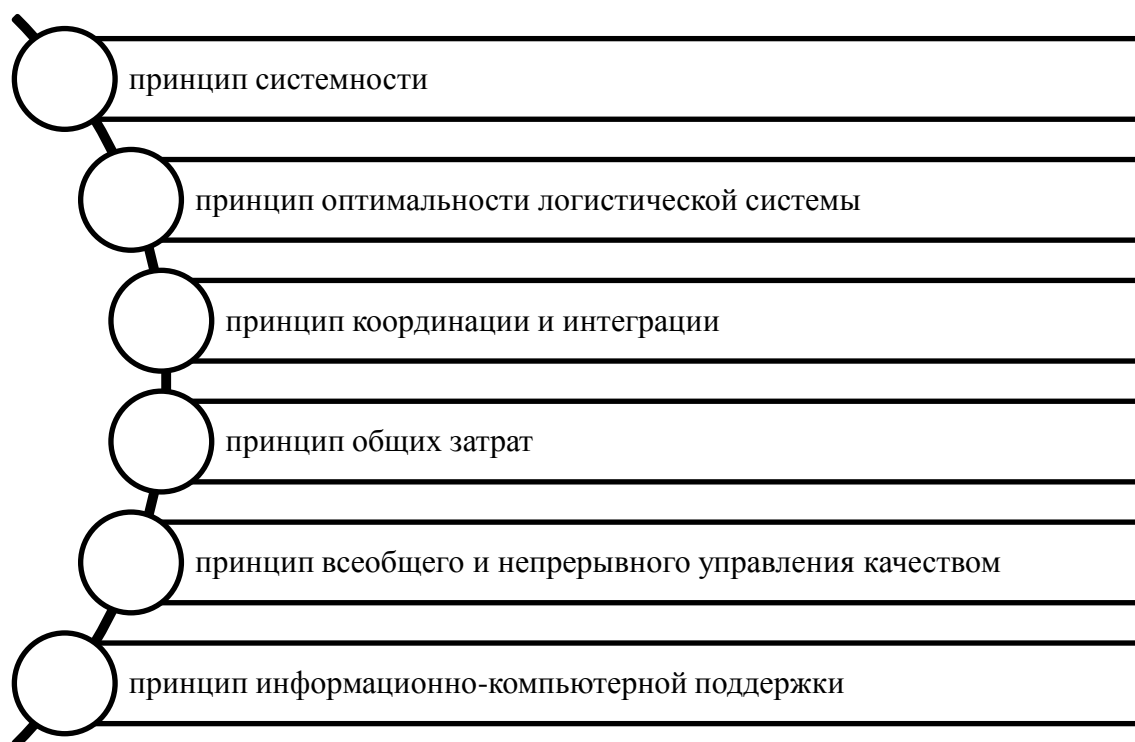 принцип системности
принцип оптимальности логистической системы
принцип координации и интеграции
принцип общих затрат
принцип всеобщего и непрерывного управления качеством
принцип информационно-компьютерной поддержки